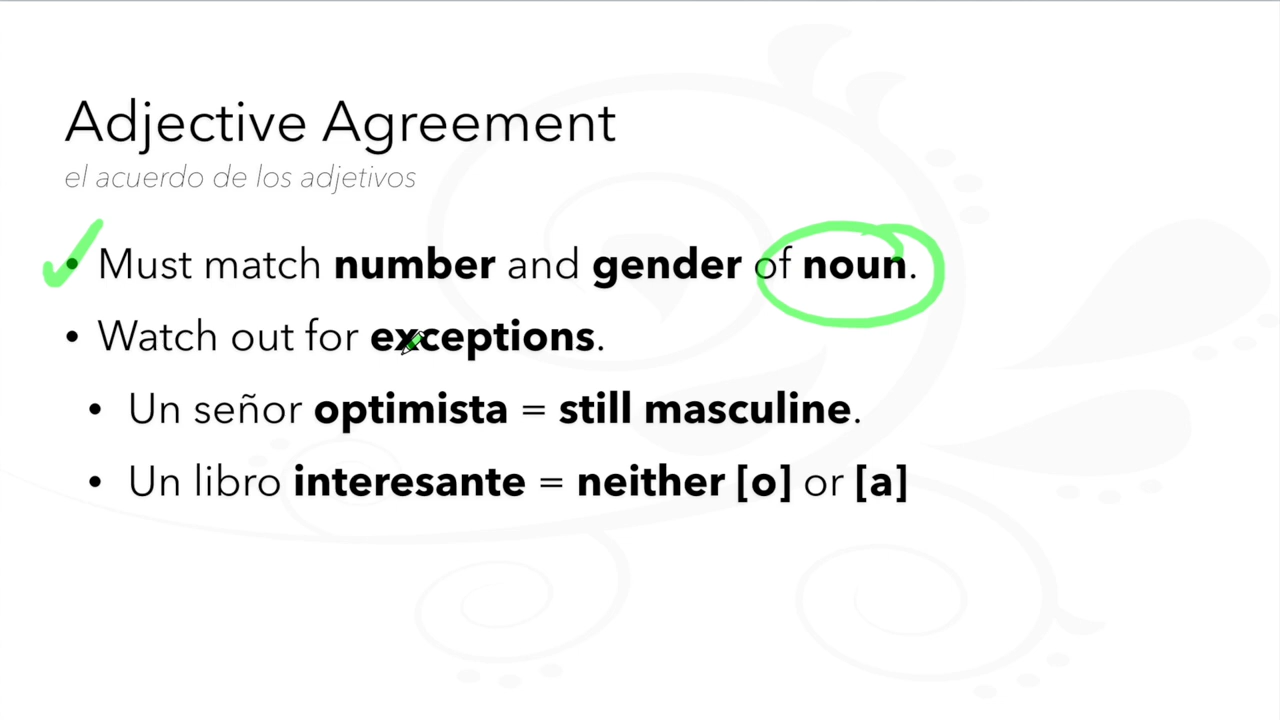 Adjective Agreement
el acuerdo de los adjetivos
• Must match number and gender of noun.
• Watch out for exceptions.
• Un señor optimista = still masculine.
• Un libro interesante = neither [o] or [a]